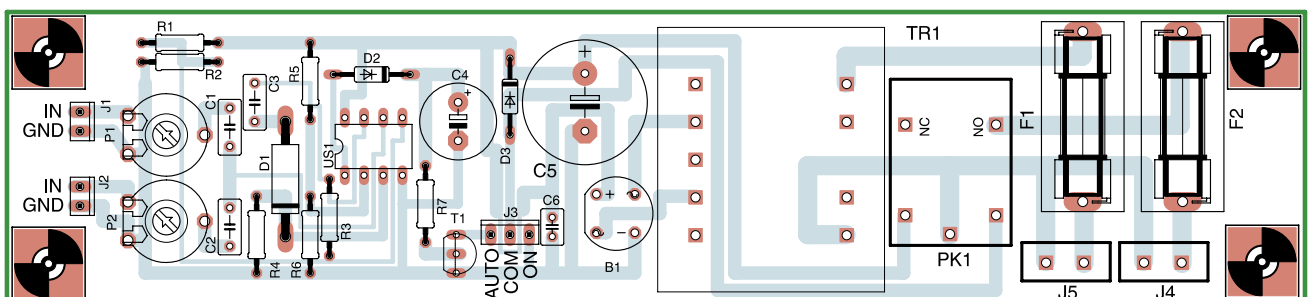 R1
R2
J1
IN
GND
P1
C1
C3
R5
D2
C4
+
D3
+
C5
TR1
NC
NO
PK1
F1
F2
D1
US1
J2
IN
GND
P2
C2
R4
R6
R3
R7
T1
J3
C6
AUTO
COM
ON
+
−
B1
J5
J4